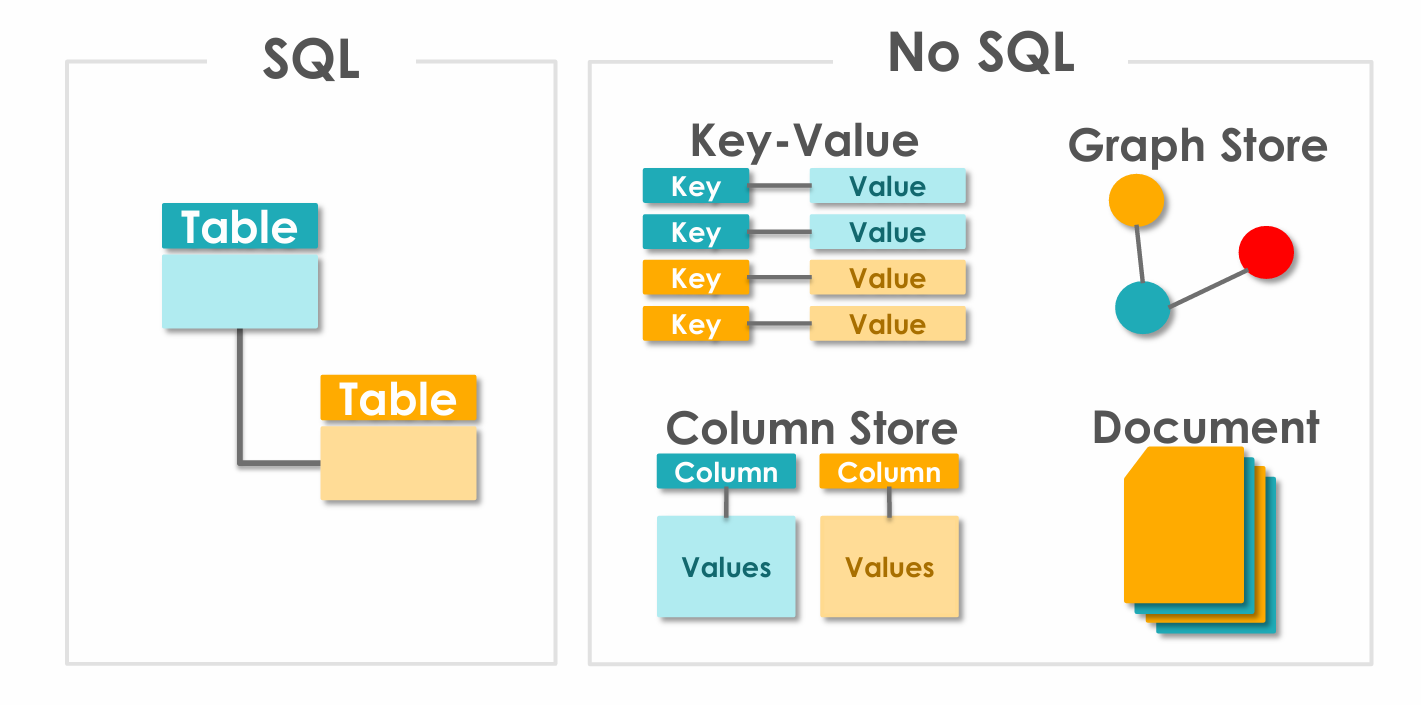 SQL
Table
Table
No SQL
Key-Value
Key Value
Key Value
Key Value
Key Value
Graph Store
Column Store
Column Column
Values Values
Document